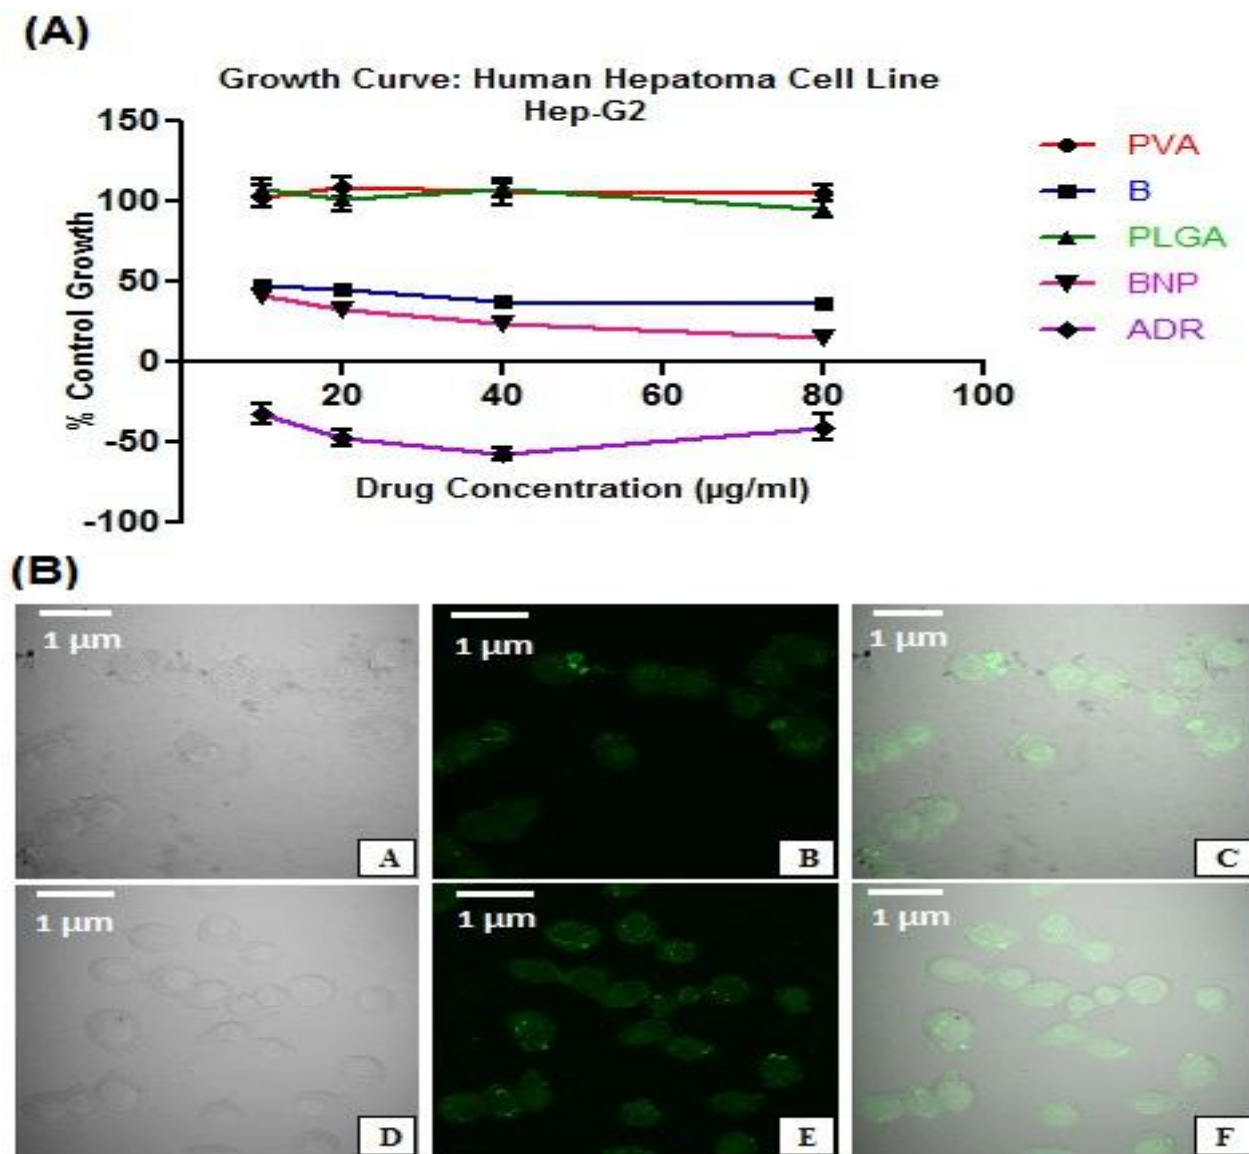 (A)
Growth Curve: Human Hepatoma Cell Line
Hep-G2
150
100
50
0
-50
-100
% Control Growth
20 40 60 80 100
Drug Concentration (µg/ml)
PVA
B
PLGA
BNP
ADR
(B)
1 µm
A
1 µm
B
1 µm
C
1 µm
D
1 µm
E
1 µm
F